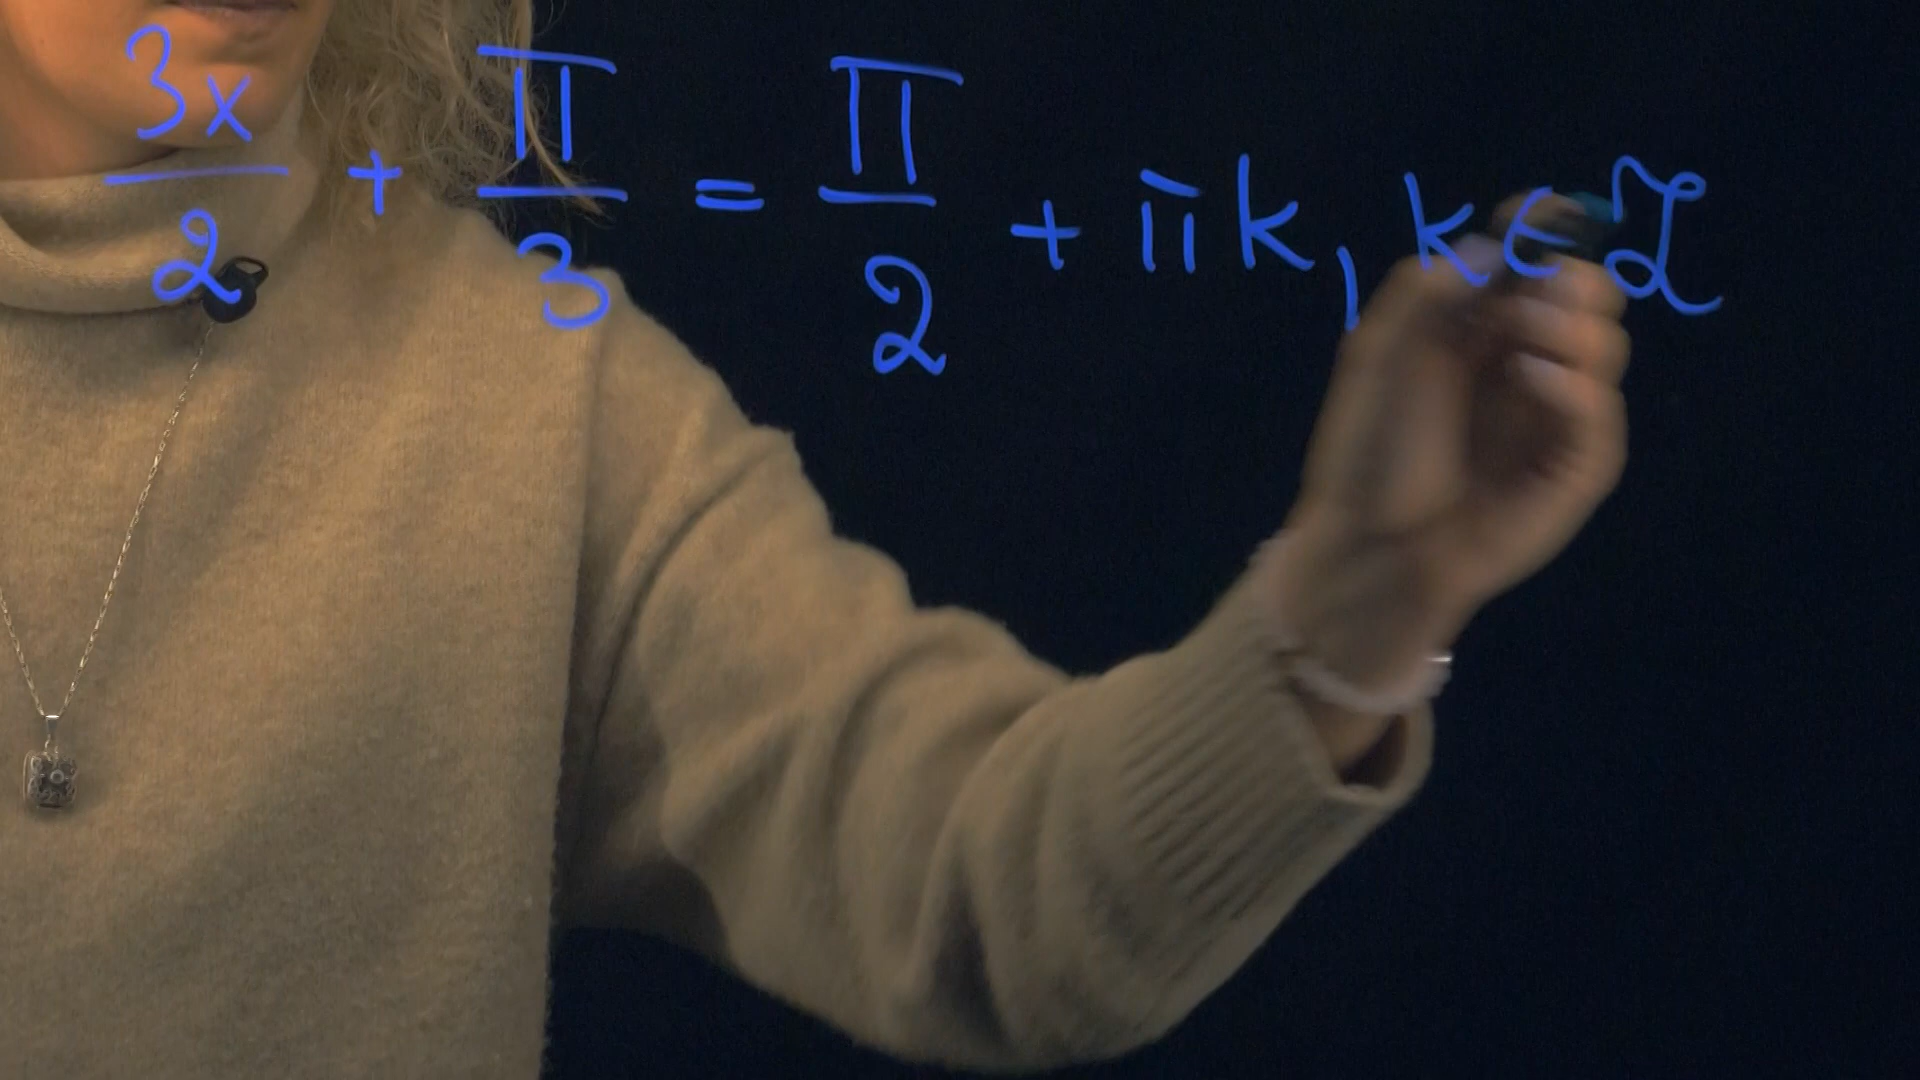 3x/2 + π/3 = π/2 + πk, k ∈ Z